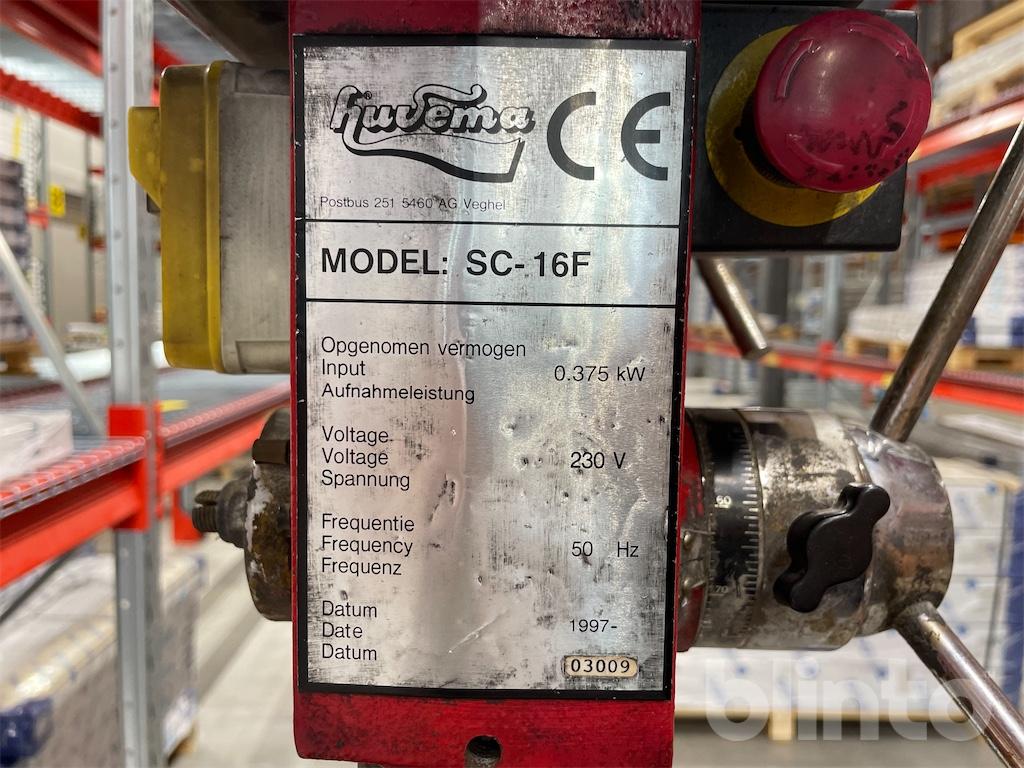 huvema® CE
Postbus 251 5460 AG Veghel
MODEL: SC-16F
Opgenomen vermogen
Input 0.375 kW
Aufnahmeleistung
Voltage
Voltage 230 V
Spannung
Frequentie
Frequency 50 Hz
Frequenz
Datum
Date 1997-
Datum
03009
blinto